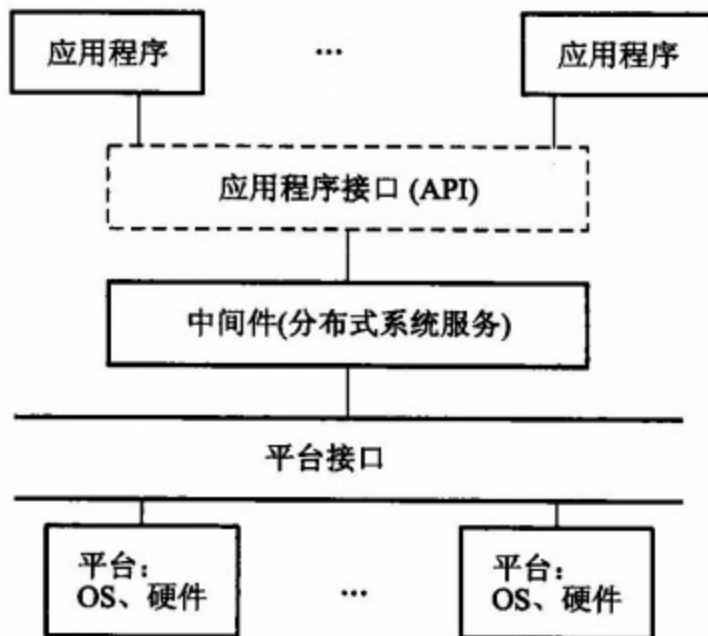 应用程序 … 应用程序
应用程序接口 (API)
中间件(分布式系统服务)
平台接口
平台： 平台：
OS、硬件 … OS、硬件